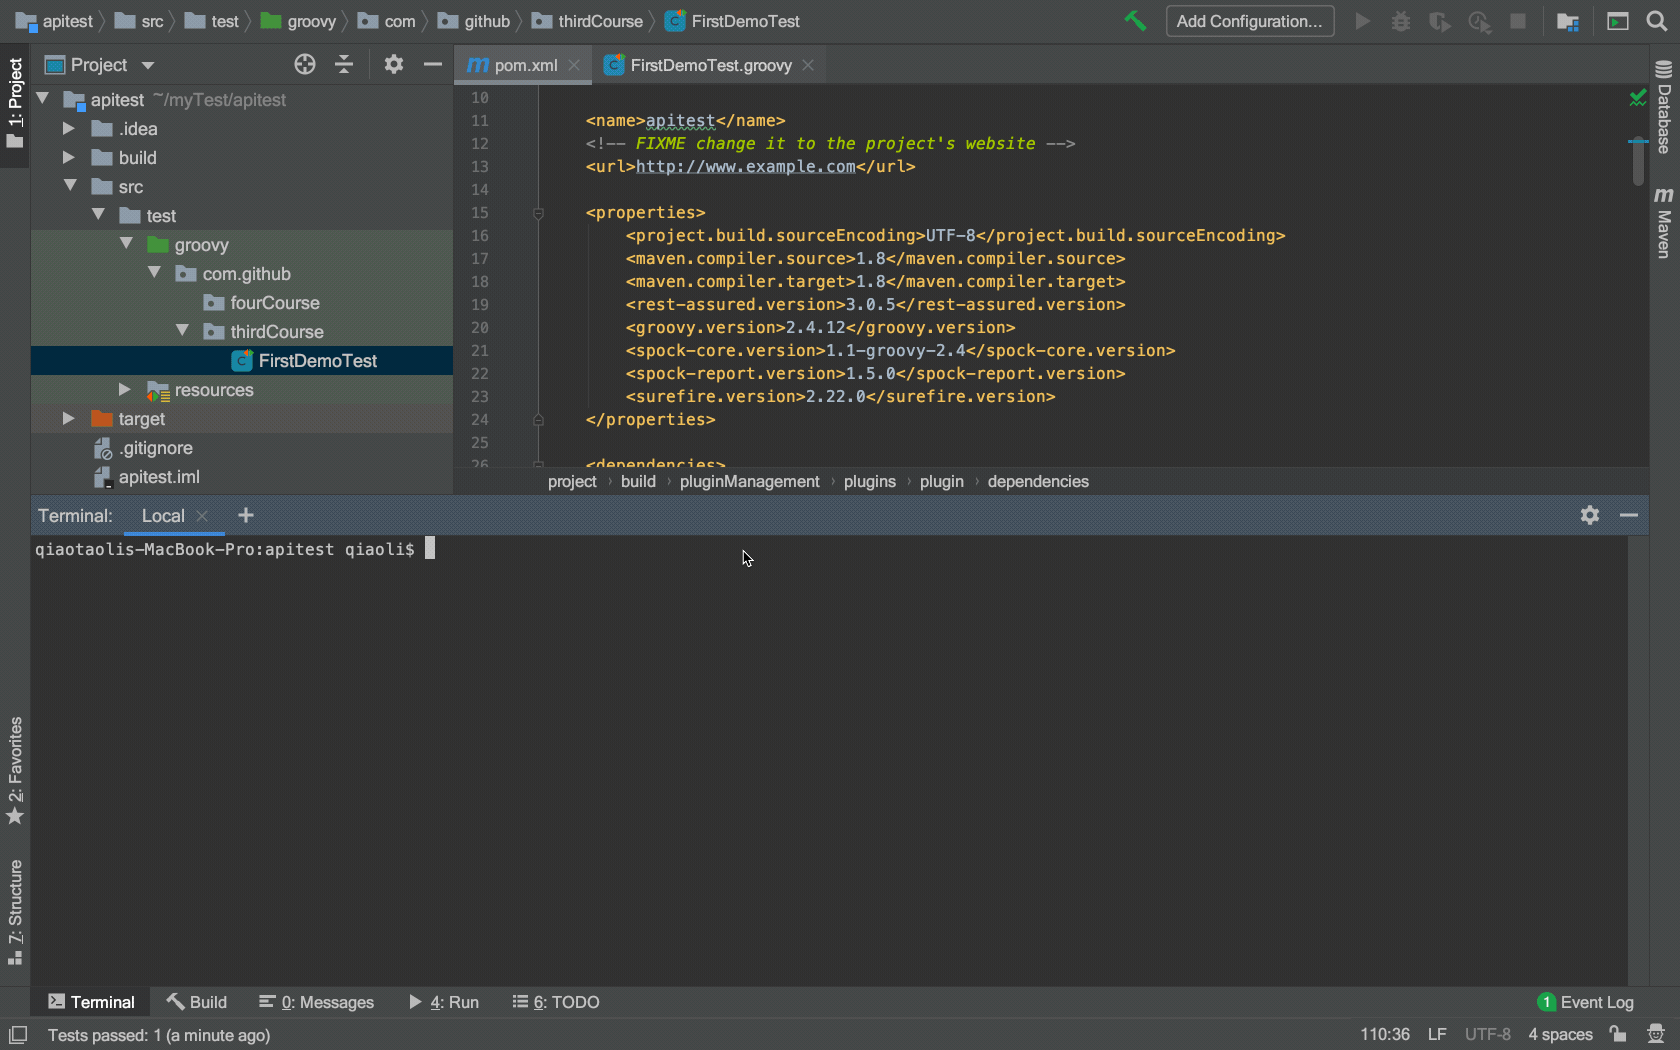 apitest src test groovy com github thirdCourse FirstDemoTest Add Configuration...
1: Project
Project
pom.xml
FirstDemoTest.groovy
apitest ~/myTest/apitest
.idea
build
src
test
groovy
com.github
fourCourse
thirdCourse
FirstDemoTest
resources
target
.gitignore
apitest.iml
10
11 <name>apitest</name>
12 <!-- FIXME change it to the project's website -->
13 <url>http://www.example.com</url>
14
15 <properties>
16 <project.build.sourceEncoding>UTF-8</project.build.sourceEncoding>
17 <maven.compiler.source>1.8</maven.compiler.source>
18 <maven.compiler.target>1.8</maven.compiler.target>
19 <rest-assured.version>3.0.5</rest-assured.version>
20 <groovy.version>2.4.12</groovy.version>
21 <spock-core.version>1.1-groovy-2.4</spock-core.version>
22 <spock-report.version>1.5.0</spock-report.version>
23 <surefire.version>2.22.0</surefire.version>
24 </properties>
25
26 <dependencies>
project › build › pluginManagement › plugins › plugin › dependencies
Database
m Maven
Terminal: Local +
qiaotaolis-MacBook-Pro:apitest qiaoli$
2: Favorites
7: Structure
Terminal Build 0: Messages 4: Run 6: TODO 1 Event Log
Tests passed: 1 (a minute ago) 110:36 LF UTF-8 4 spaces